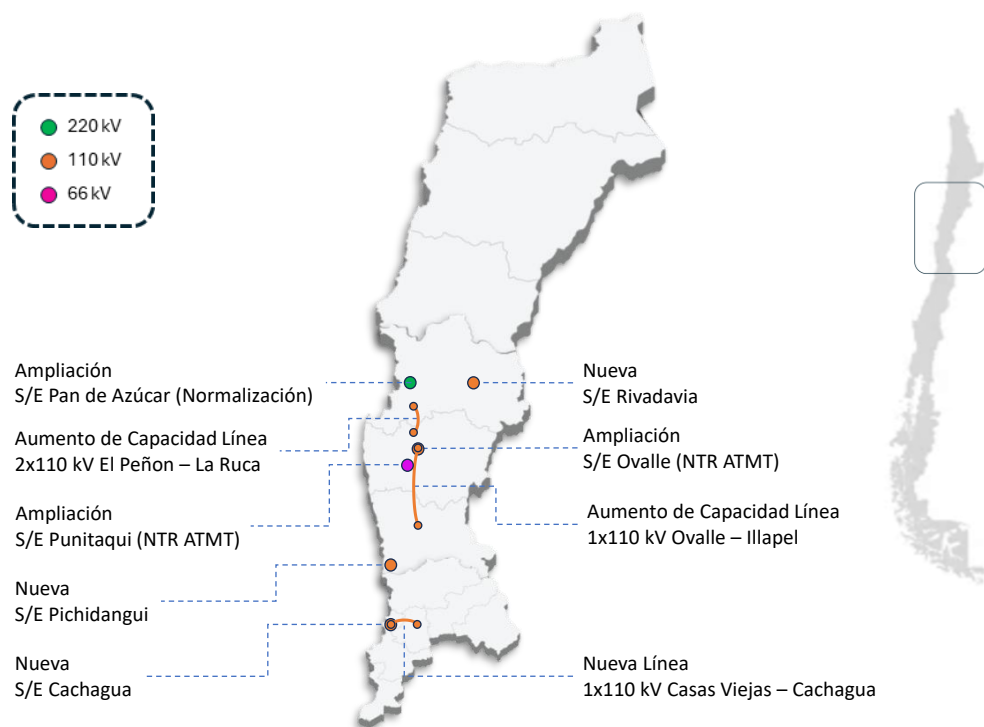 220 kV
110 kV
66 kV
Ampliación
S/E Pan de Azúcar (Normalización)
Aumento de Capacidad Línea
2x110 kV El Peñon – La Ruca
Ampliación
S/E Punitaqui (NTR ATMT)
Nueva
S/E Pichidangui
Nueva
S/E Cachagua
Nueva
S/E Rivadavia
Ampliación
S/E Ovalle (NTR ATMT)
Aumento de Capacidad Línea
1x110 kV Ovalle – Illapel
Nueva Línea
1x110 kV Casas Viejas – Cachagua